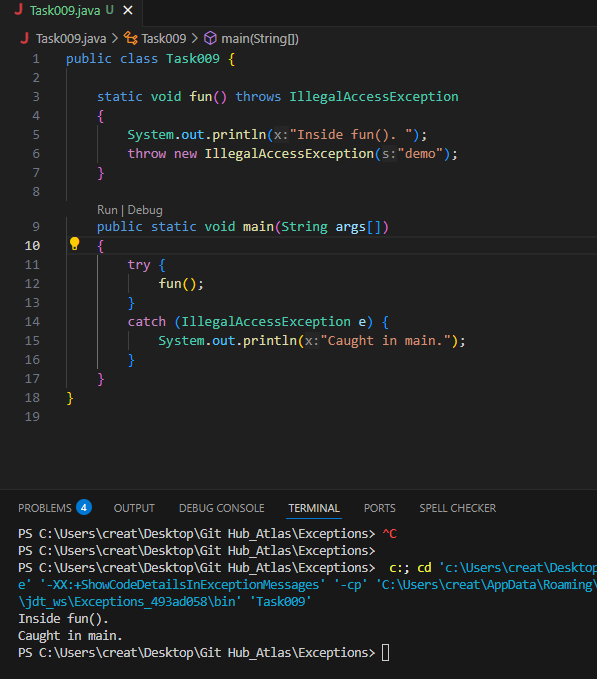 Task009.java U
Task009.java > Task009 > main(String[])
1 public class Task009 {
2
3 static void fun() throws IllegalAccessException
4 {
5 System.out.println(x:"Inside fun(). ");
6 throw new IllegalAccessException(s:"demo");
7 }
8
Run | Debug
9 public static void main(String args[])
10 {
11 try {
12 fun();
13 }
14 catch (IllegalAccessException e) {
15 System.out.println(x:"Caught in main.");
16 }
17 }
18 }
19
PROBLEMS 4 OUTPUT DEBUG CONSOLE TERMINAL PORTS SPELL CHECKER
PS C:\Users\creat\Desktop\Git Hub_Atlas\Exceptions> ^C
PS C:\Users\creat\Desktop\Git Hub_Atlas\Exceptions>
PS C:\Users\creat\Desktop\Git Hub_Atlas\Exceptions> c:; cd 'c:\Users\creat\Desktop
e' '-XX:+ShowCodeDetailsInExceptionMessages' '-cp' 'C:\Users\creat\AppData\Roaming\
\jdt_ws\Exceptions_493ad058\bin' 'Task009'
Inside fun().
Caught in main.
PS C:\Users\creat\Desktop\Git Hub_Atlas\Exceptions>